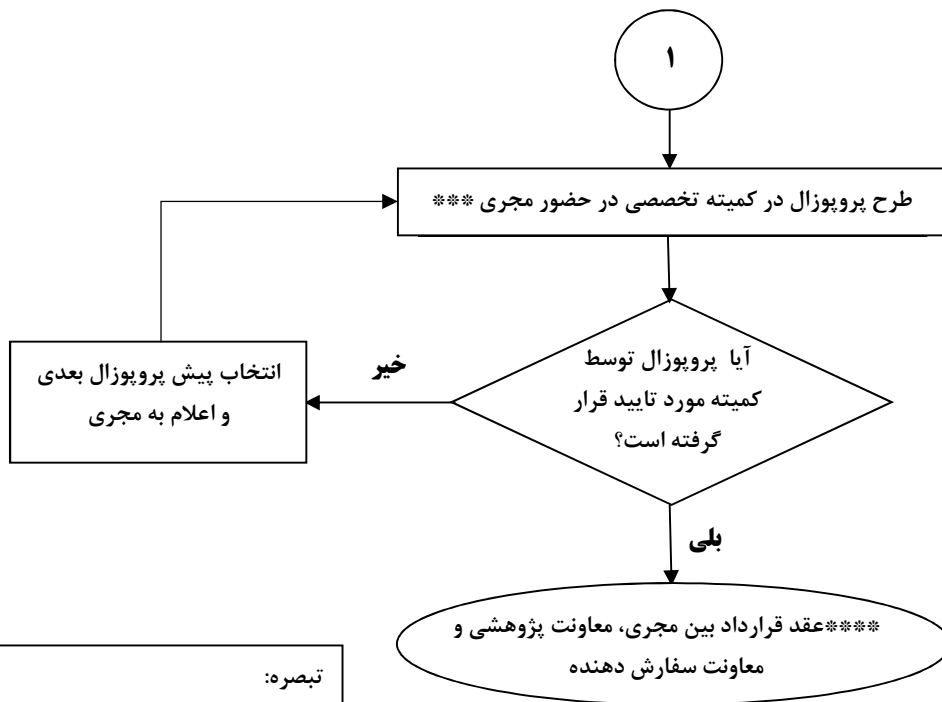 ۱
طرح پروپوزال در کمیته تخصصی در حضور مجری ***
آیا پروپوزال توسط
کمیته مورد تایید قرار
گرفته است؟
خیر
انتخاب پیش پروپوزال بعدی
و اعلام به مجری
بلی
****عقد قرارداد بین مجری، معاونت پژوهشی و
معاونت سفارش دهنده
تبصره: